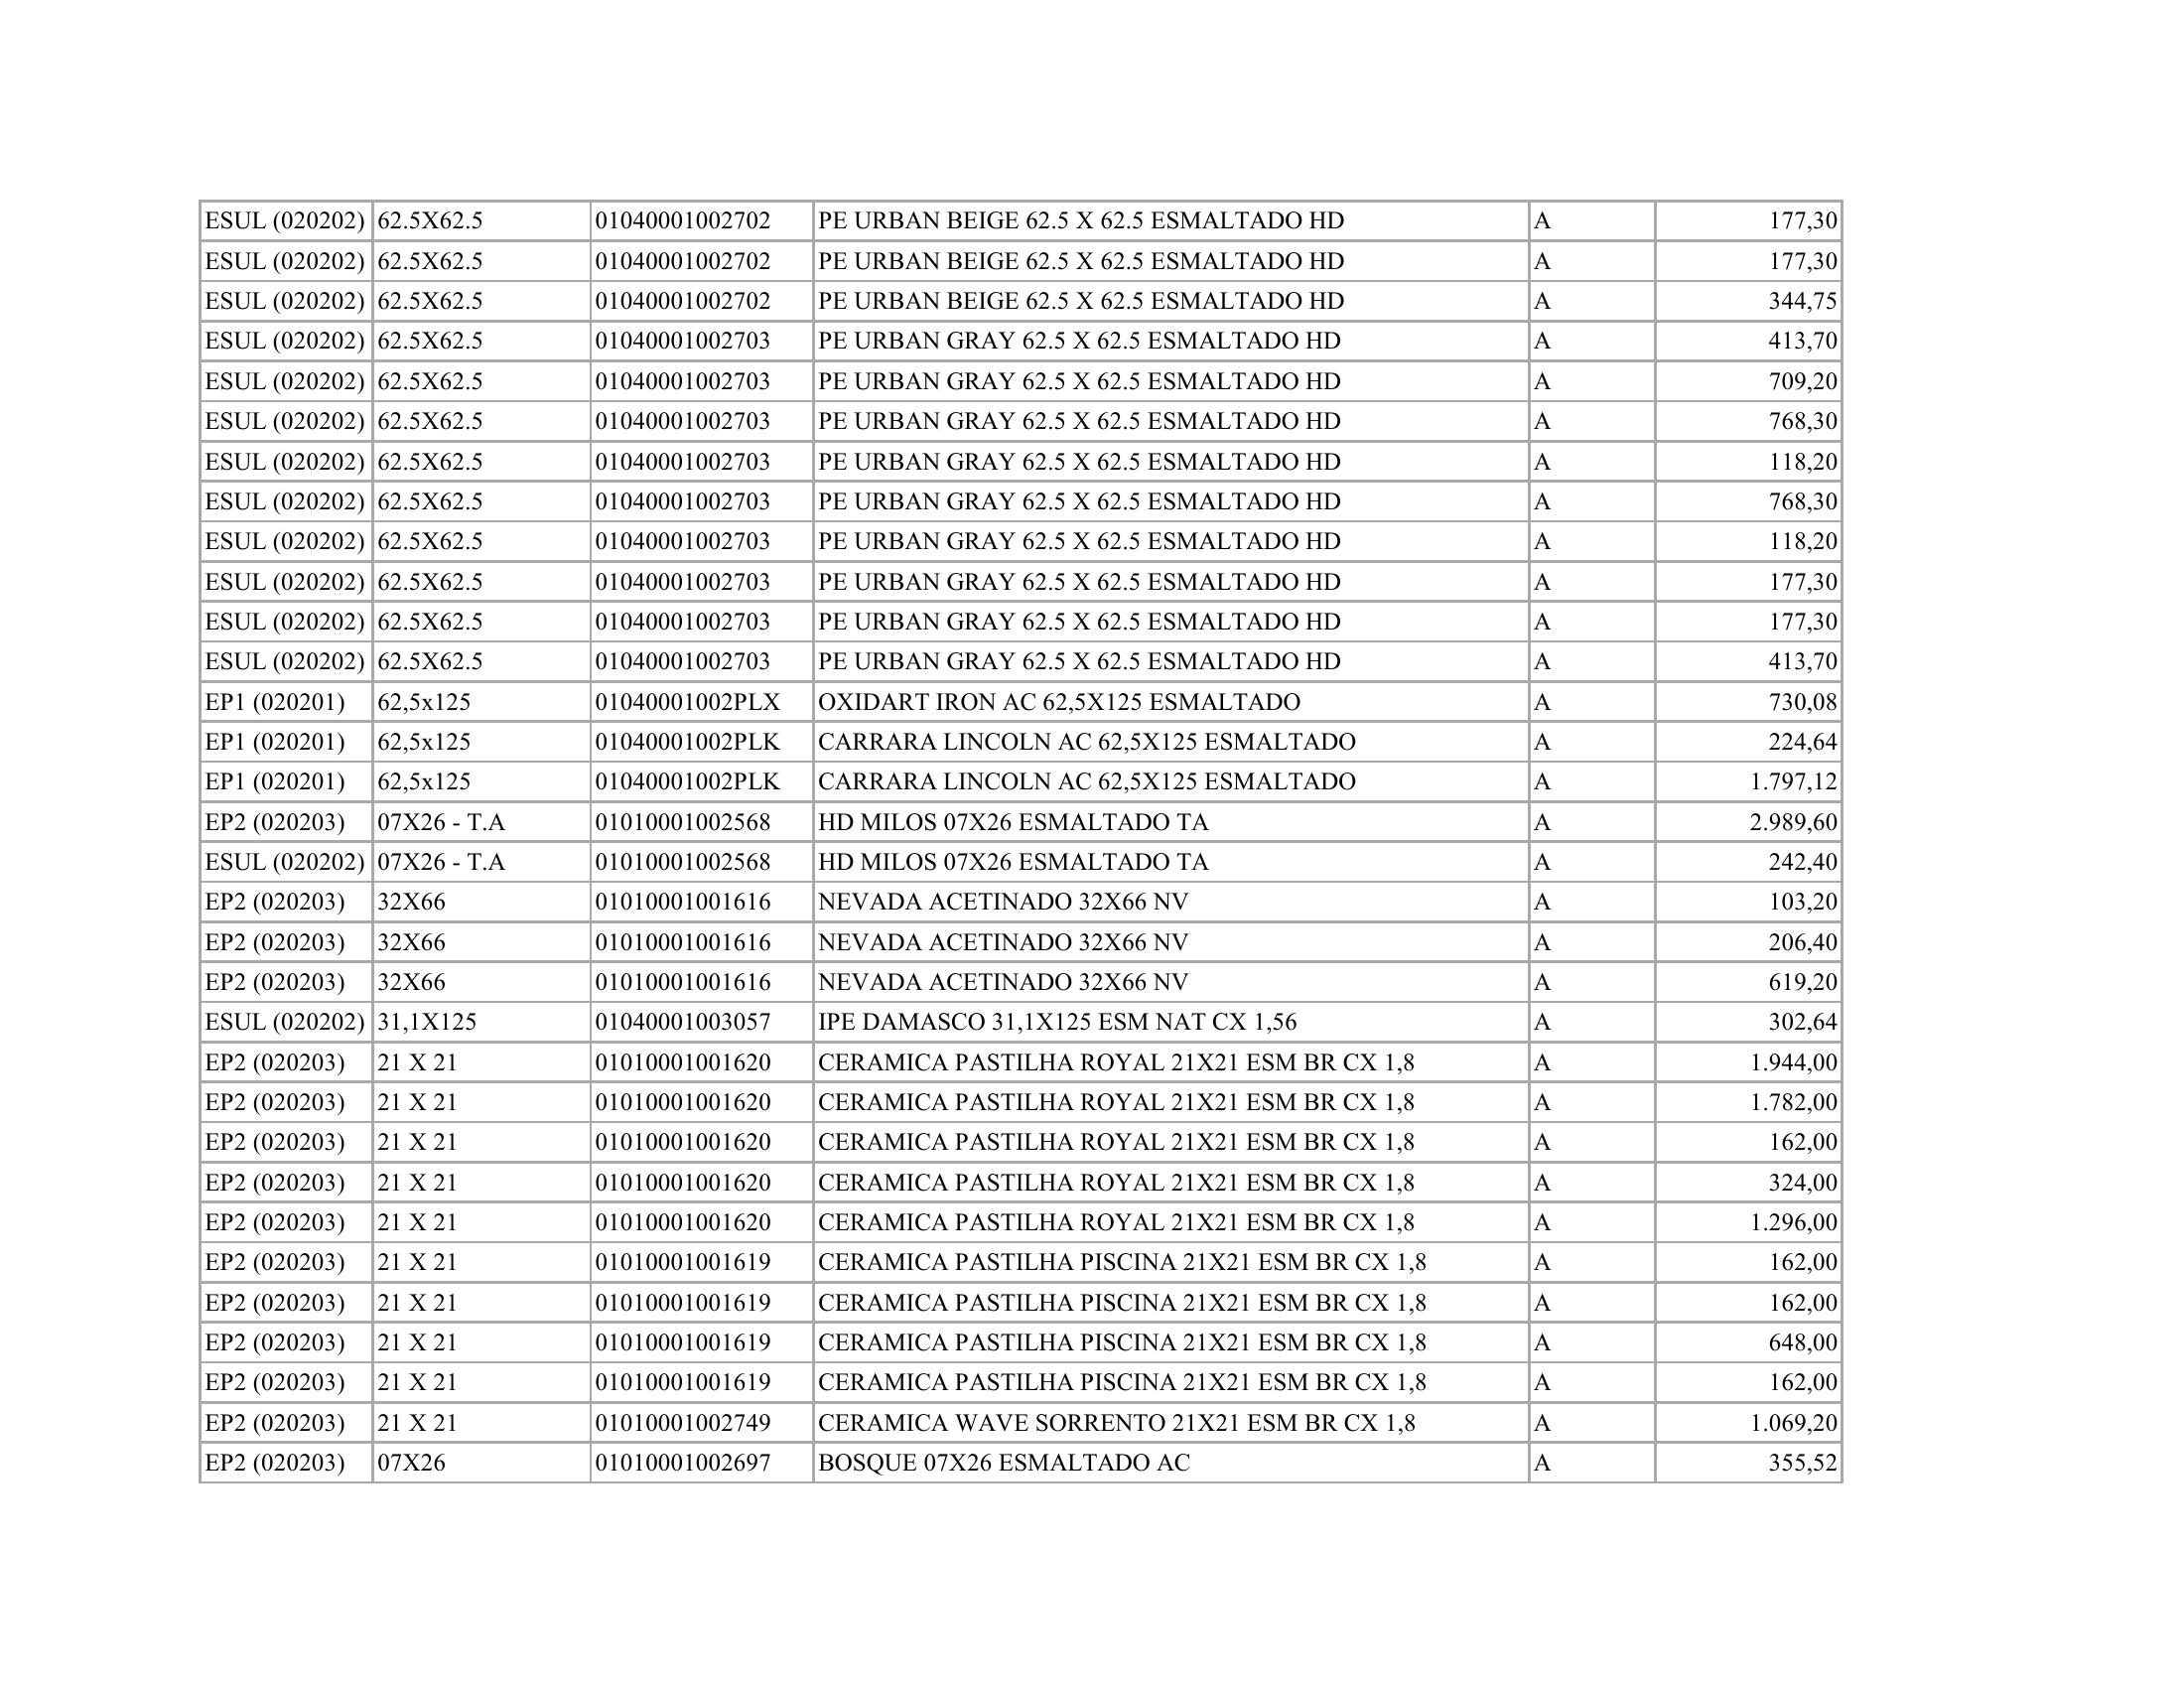 ESUL (020202) 62.5X62.5 01040001002702 PE URBAN BEIGE 62.5 X 62.5 ESMALTADO HD A 177,30
ESUL (020202) 62.5X62.5 01040001002702 PE URBAN BEIGE 62.5 X 62.5 ESMALTADO HD A 177,30
ESUL (020202) 62.5X62.5 01040001002702 PE URBAN BEIGE 62.5 X 62.5 ESMALTADO HD A 344,75
ESUL (020202) 62.5X62.5 01040001002703 PE URBAN GRAY 62.5 X 62.5 ESMALTADO HD A 413,70
ESUL (020202) 62.5X62.5 01040001002703 PE URBAN GRAY 62.5 X 62.5 ESMALTADO HD A 709,20
ESUL (020202) 62.5X62.5 01040001002703 PE URBAN GRAY 62.5 X 62.5 ESMALTADO HD A 768,30
ESUL (020202) 62.5X62.5 01040001002703 PE URBAN GRAY 62.5 X 62.5 ESMALTADO HD A 118,20
ESUL (020202) 62.5X62.5 01040001002703 PE URBAN GRAY 62.5 X 62.5 ESMALTADO HD A 768,30
ESUL (020202) 62.5X62.5 01040001002703 PE URBAN GRAY 62.5 X 62.5 ESMALTADO HD A 118,20
ESUL (020202) 62.5X62.5 01040001002703 PE URBAN GRAY 62.5 X 62.5 ESMALTADO HD A 177,30
ESUL (020202) 62.5X62.5 01040001002703 PE URBAN GRAY 62.5 X 62.5 ESMALTADO HD A 177,30
ESUL (020202) 62.5X62.5 01040001002703 PE URBAN GRAY 62.5 X 62.5 ESMALTADO HD A 413,70
EP1 (020201) 62,5x125 01040001002PLX OXIDART IRON AC 62,5X125 ESMALTADO A 730,08
EP1 (020201) 62,5x125 01040001002PLK CARRARA LINCOLN AC 62,5X125 ESMALTADO A 224,64
EP1 (020201) 62,5x125 01040001002PLK CARRARA LINCOLN AC 62,5X125 ESMALTADO A 1.797,12
EP2 (020203) 07X26 - T.A 01010001002568 HD MILOS 07X26 ESMALTADO TA A 2.989,60
ESUL (020202) 07X26 - T.A 01010001002568 HD MILOS 07X26 ESMALTADO TA A 242,40
EP2 (020203) 32X66 01010001001616 NEVADA ACETINADO 32X66 NV A 103,20
EP2 (020203) 32X66 01010001001616 NEVADA ACETINADO 32X66 NV A 206,40
EP2 (020203) 32X66 01010001001616 NEVADA ACETINADO 32X66 NV A 619,20
ESUL (020202) 31,1X125 01040001003057 IPE DAMASCO 31,1X125 ESM NAT CX 1,56 A 302,64
EP2 (020203) 21 X 21 01010001001620 CERAMICA PASTILHA ROYAL 21X21 ESM BR CX 1,8 A 1.944,00
EP2 (020203) 21 X 21 01010001001620 CERAMICA PASTILHA ROYAL 21X21 ESM BR CX 1,8 A 1.782,00
EP2 (020203) 21 X 21 01010001001620 CERAMICA PASTILHA ROYAL 21X21 ESM BR CX 1,8 A 162,00
EP2 (020203) 21 X 21 01010001001620 CERAMICA PASTILHA ROYAL 21X21 ESM BR CX 1,8 A 324,00
EP2 (020203) 21 X 21 01010001001620 CERAMICA PASTILHA ROYAL 21X21 ESM BR CX 1,8 A 1.296,00
EP2 (020203) 21 X 21 01010001001619 CERAMICA PASTILHA PISCINA 21X21 ESM BR CX 1,8 A 162,00
EP2 (020203) 21 X 21 01010001001619 CERAMICA PASTILHA PISCINA 21X21 ESM BR CX 1,8 A 162,00
EP2 (020203) 21 X 21 01010001001619 CERAMICA PASTILHA PISCINA 21X21 ESM BR CX 1,8 A 648,00
EP2 (020203) 21 X 21 01010001001619 CERAMICA PASTILHA PISCINA 21X21 ESM BR CX 1,8 A 162,00
EP2 (020203) 21 X 21 01010001002749 CERAMICA WAVE SORRENTO 21X21 ESM BR CX 1,8 A 1.069,20
EP2 (020203) 07X26 01010001002697 BOSQUE 07X26 ESMALTADO AC A 355,52